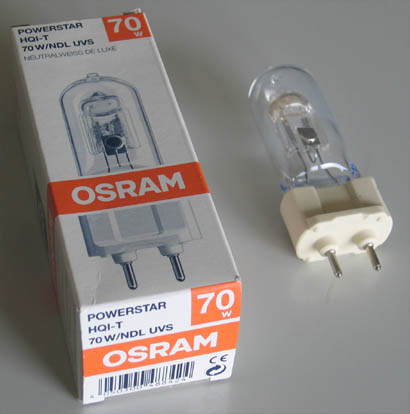 POWERSTAR
HQI-T
70 W/NDL UVS
NEUTRALWEISS DE LUXE
70
W
OSRAM
POWERSTAR
HQI-T
70 W/NDL UVS
70
W
OSRAM
CE